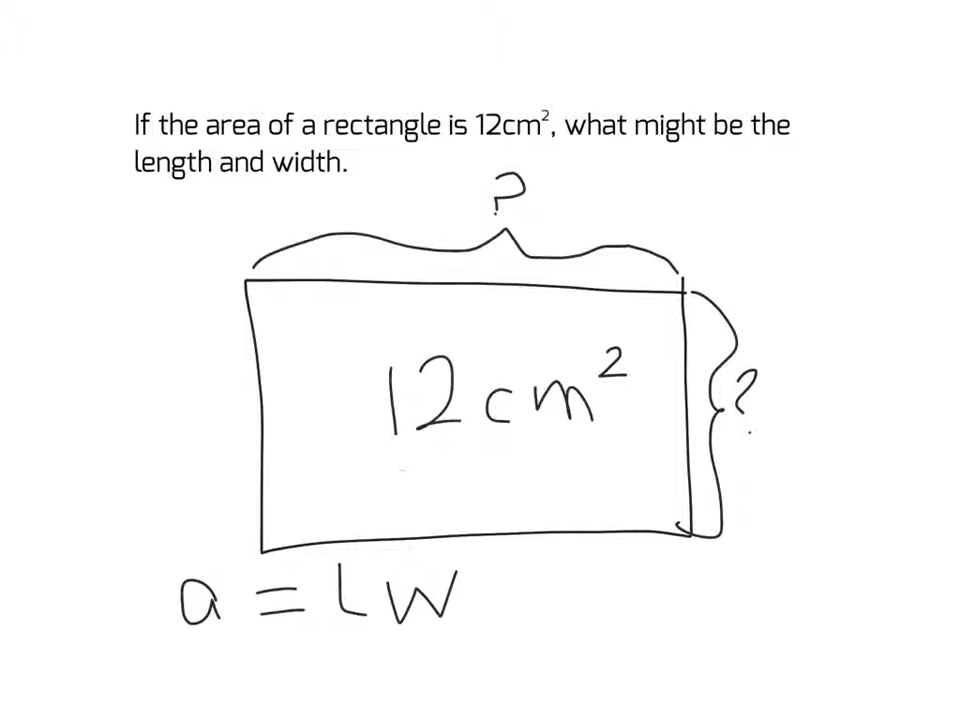 If the area of a rectangle is 12cm², what might be the
length and width.
?
12cm²
?
a = LW